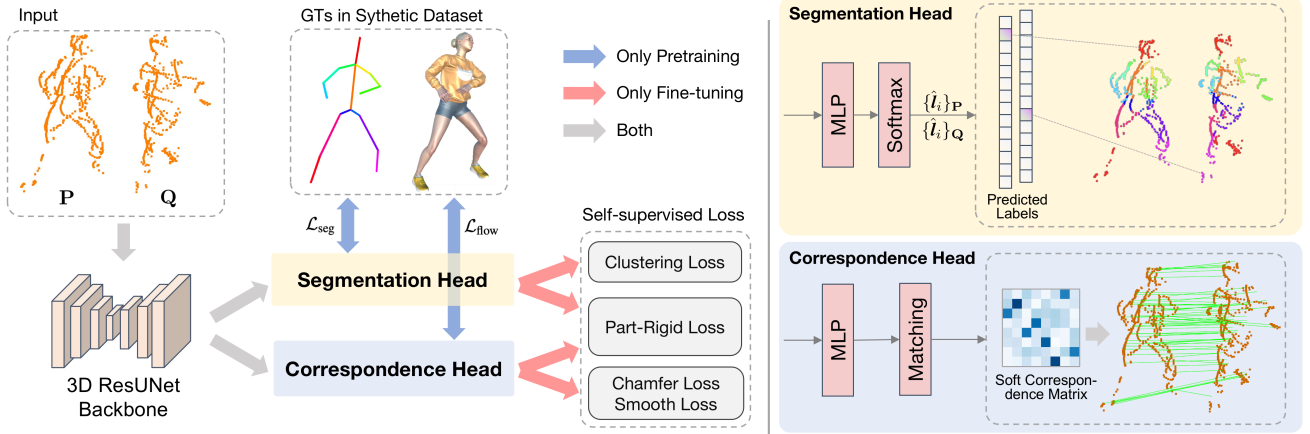 Input
P
Q
3D ResUNet
Backbone
GTs in Sythetic Dataset
Only Pretraining
Only Fine-tuning
Both
ℒseg
ℒflow
Segmentation Head
Correspondence Head
Self-supervised Loss
Clustering Loss
Part-Rigid Loss
Chamfer Loss
Smooth Loss
Segmentation Head
MLP
Softmax
{l̂ᵢ}P
{l̂ᵢ}Q
Predicted
Labels
Correspondence Head
MLP
Matching
Soft Correspon-
dence Matrix